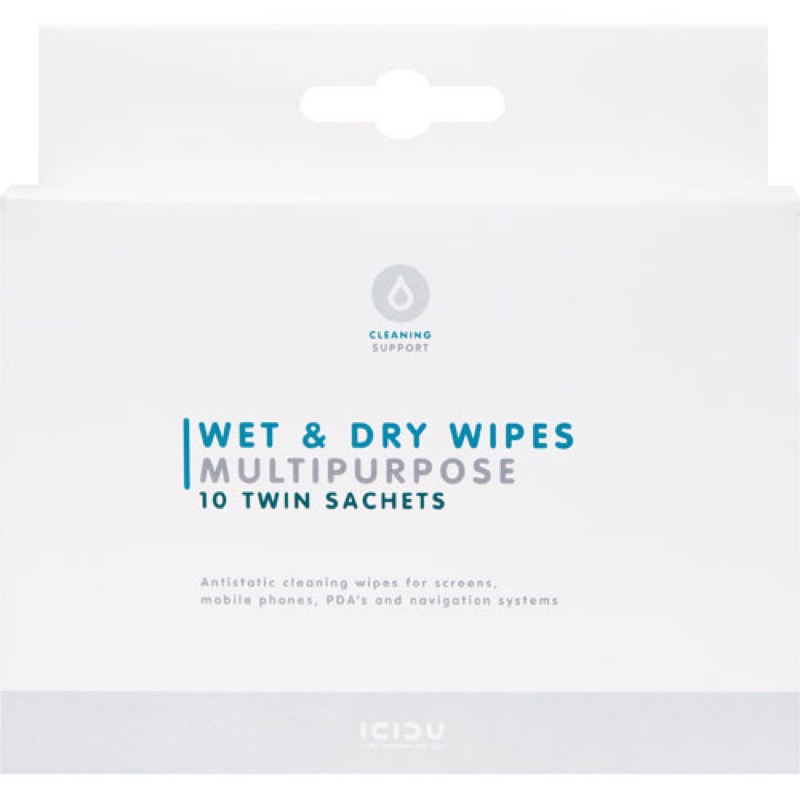 CLEANING
SUPPORT
WET & DRY WIPES
MULTIPURPOSE
10 TWIN SACHETS
Antistatic cleaning wipes for screens,
mobile phones, PDA's and navigation systems
ICIDU